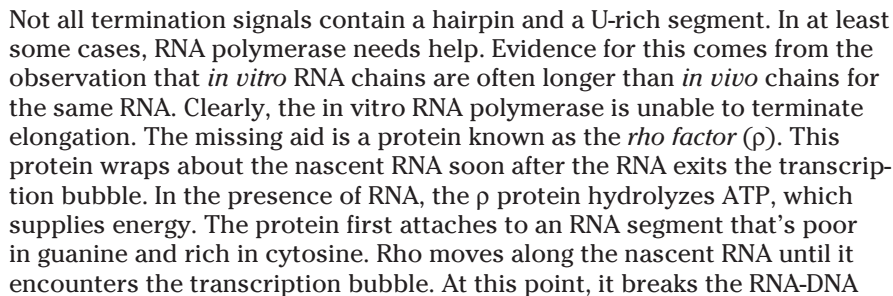 Not all termination signals contain a hairpin and a U-rich segment. In at least
some cases, RNA polymerase needs help. Evidence for this comes from the
observation that in vitro RNA chains are often longer than in vivo chains for
the same RNA. Clearly, the in vitro RNA polymerase is unable to terminate
elongation. The missing aid is a protein known as the rho factor (ρ). This
protein wraps about the nascent RNA soon after the RNA exits the transcrip-
tion bubble. In the presence of RNA, the ρ protein hydrolyzes ATP, which
supplies energy. The protein first attaches to an RNA segment that's poor
in guanine and rich in cytosine. Rho moves along the nascent RNA until it
encounters the transcription bubble. At this point, it breaks the RNA-DNA